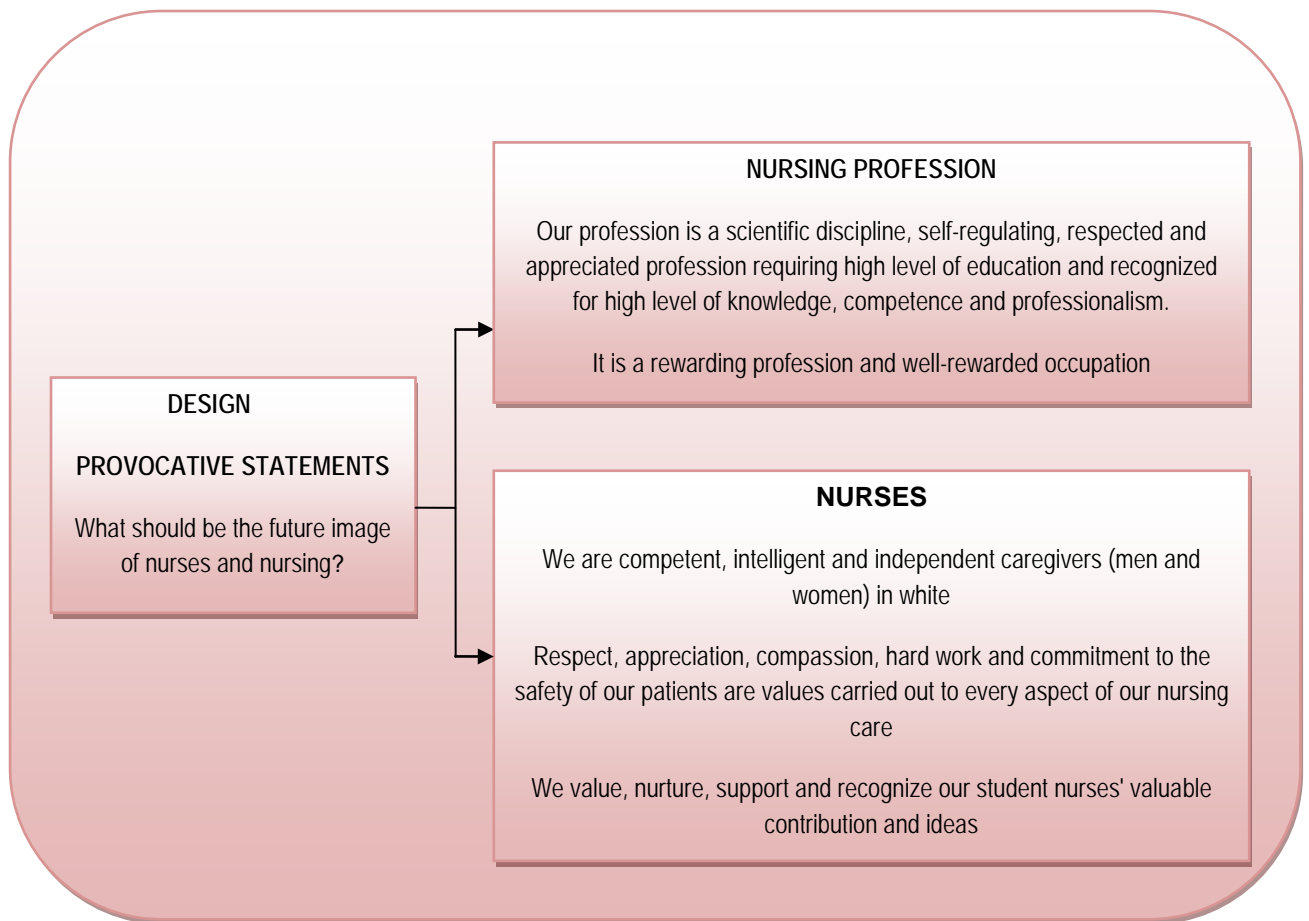 DESIGN
PROVOCATIVE STATEMENTS
What should be the future image
of nurses and nursing?
NURSING PROFESSION
Our profession is a scientific discipline, self-regulating, respected and
appreciated profession requiring high level of education and recognized
for high level of knowledge, competence and professionalism.
It is a rewarding profession and well-rewarded occupation
NURSES
We are competent, intelligent and independent caregivers (men and
women) in white
Respect, appreciation, compassion, hard work and commitment to the
safety of our patients are values carried out to every aspect of our nursing
care
We value, nurture, support and recognize our student nurses' valuable
contribution and ideas